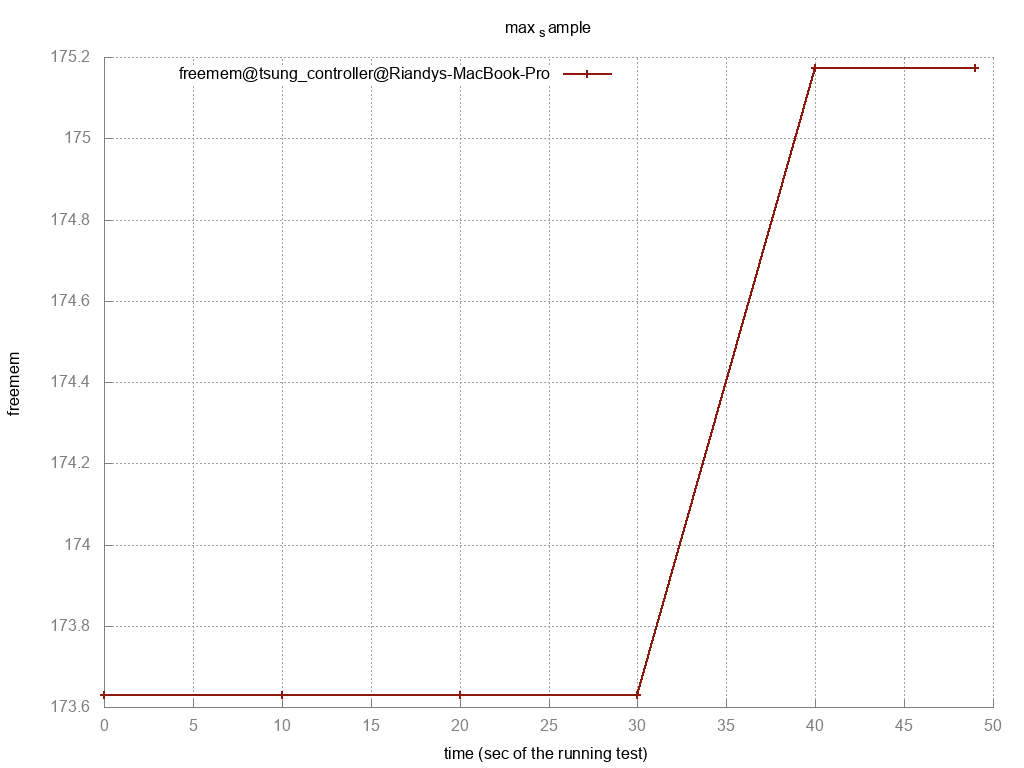 max sample
freemem@tsung_controller@Riandys-MacBook-Pro
175.2
175
174.8
174.6
174.4
174.2
174
173.8
173.6
freemem
0 5 10 15 20 25 30 35 40 45 50
time (sec of the running test)